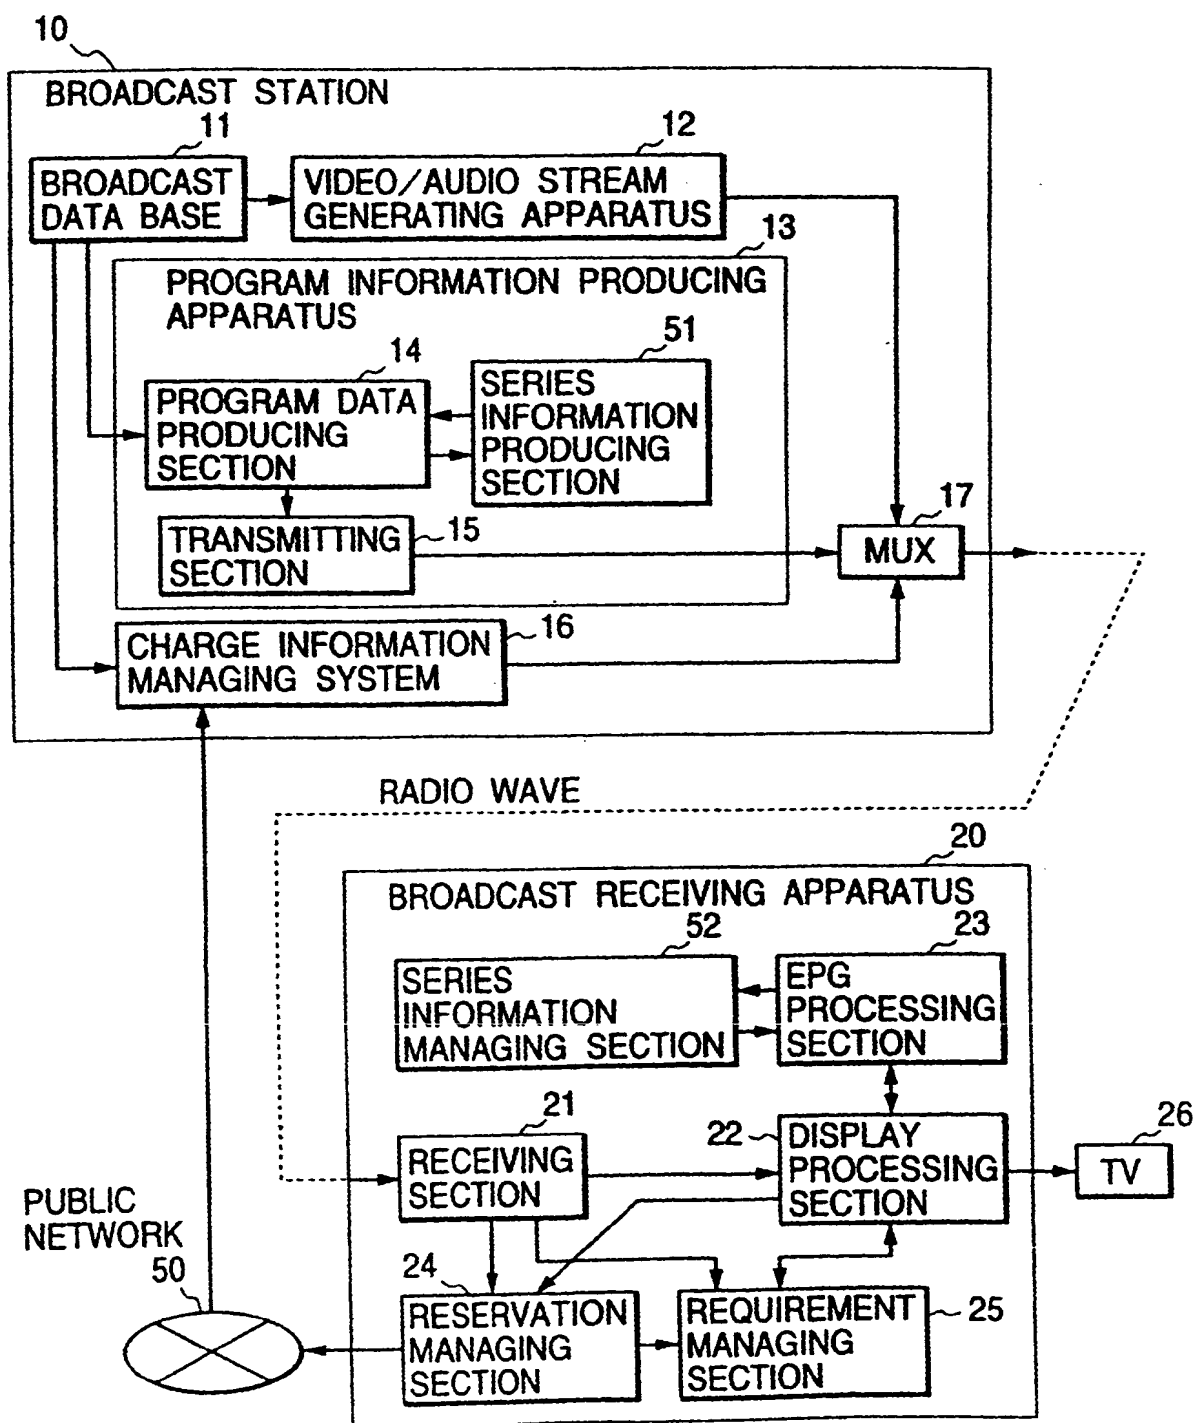 10
BROADCAST STATION
11
BROADCAST
DATA BASE
12
VIDEO/AUDIO STREAM
GENERATING APPARATUS
13
PROGRAM INFORMATION PRODUCING
APPARATUS
14
PROGRAM DATA
PRODUCING
SECTION
51
SERIES
INFORMATION
PRODUCING
SECTION
15
TRANSMITTING
SECTION
17
MUX
16
CHARGE INFORMATION
MANAGING SYSTEM
RADIO WAVE
20
BROADCAST RECEIVING APPARATUS
52
SERIES
INFORMATION
MANAGING SECTION
23
EPG
PROCESSING
SECTION
21
RECEIVING
SECTION
22
DISPLAY
PROCESSING
SECTION
26
TV
PUBLIC
NETWORK
50
24
RESERVATION
MANAGING
SECTION
REQUIREMENT
MANAGING
SECTION
25